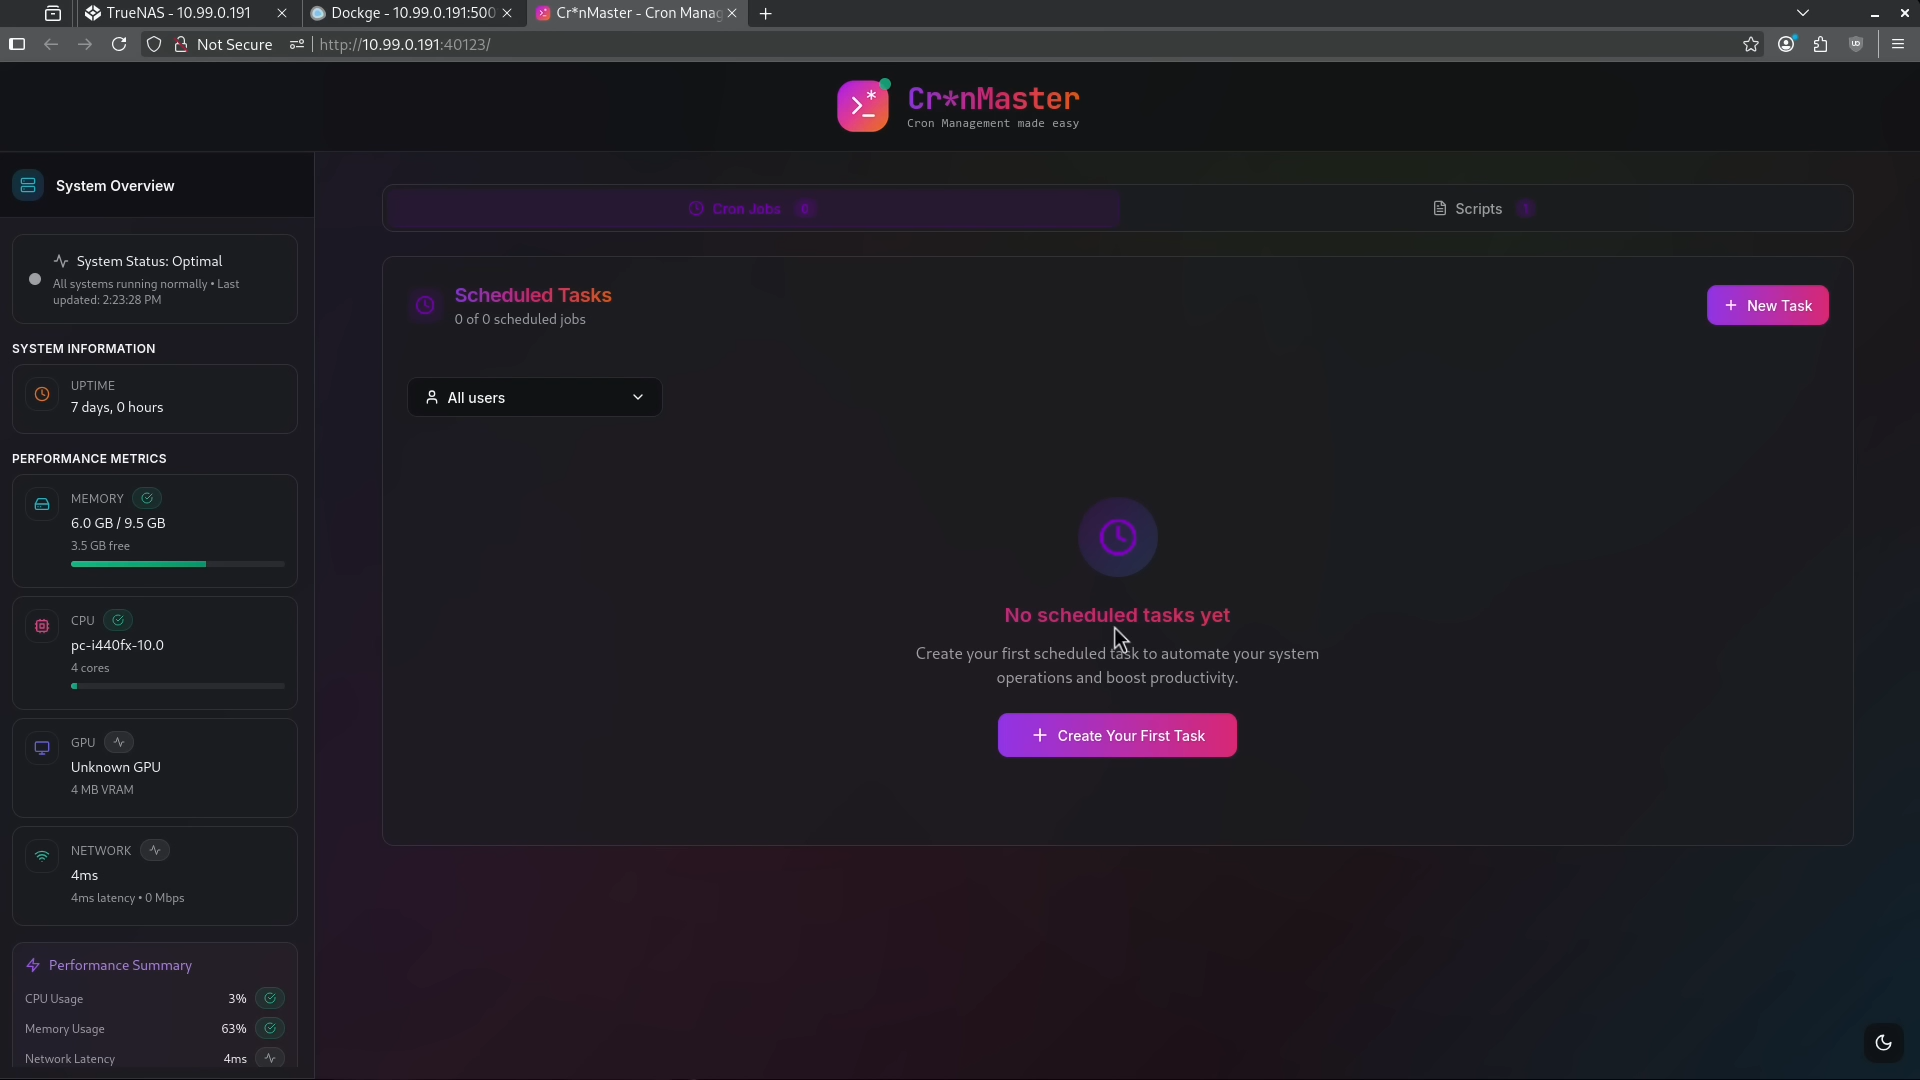 TrueNAS - 10.99.0.191
Dockge - 10.99.0.191:500
Cr*nMaster - Cron Manag
Not Secure
http://10.99.0.191:40123/
Cr*nMaster
Cron Management made easy
System Overview
System Status: Optimal
All systems running normally • Last
updated: 2:23:28 PM
SYSTEM INFORMATION
UPTIME
7 days, 0 hours
PERFORMANCE METRICS
MEMORY
6.0 GB / 9.5 GB
3.5 GB free
CPU
pc-i440fx-10.0
4 cores
GPU
Unknown GPU
4 MB VRAM
NETWORK
4ms
4ms latency • 0 Mbps
Performance Summary
CPU Usage 3%
Memory Usage 63%
Network Latency 4ms
Cron Jobs 0
Scripts 1
Scheduled Tasks
0 of 0 scheduled jobs
New Task
All users
No scheduled tasks yet
Create your first scheduled task to automate your system
operations and boost productivity.
Create Your First Task